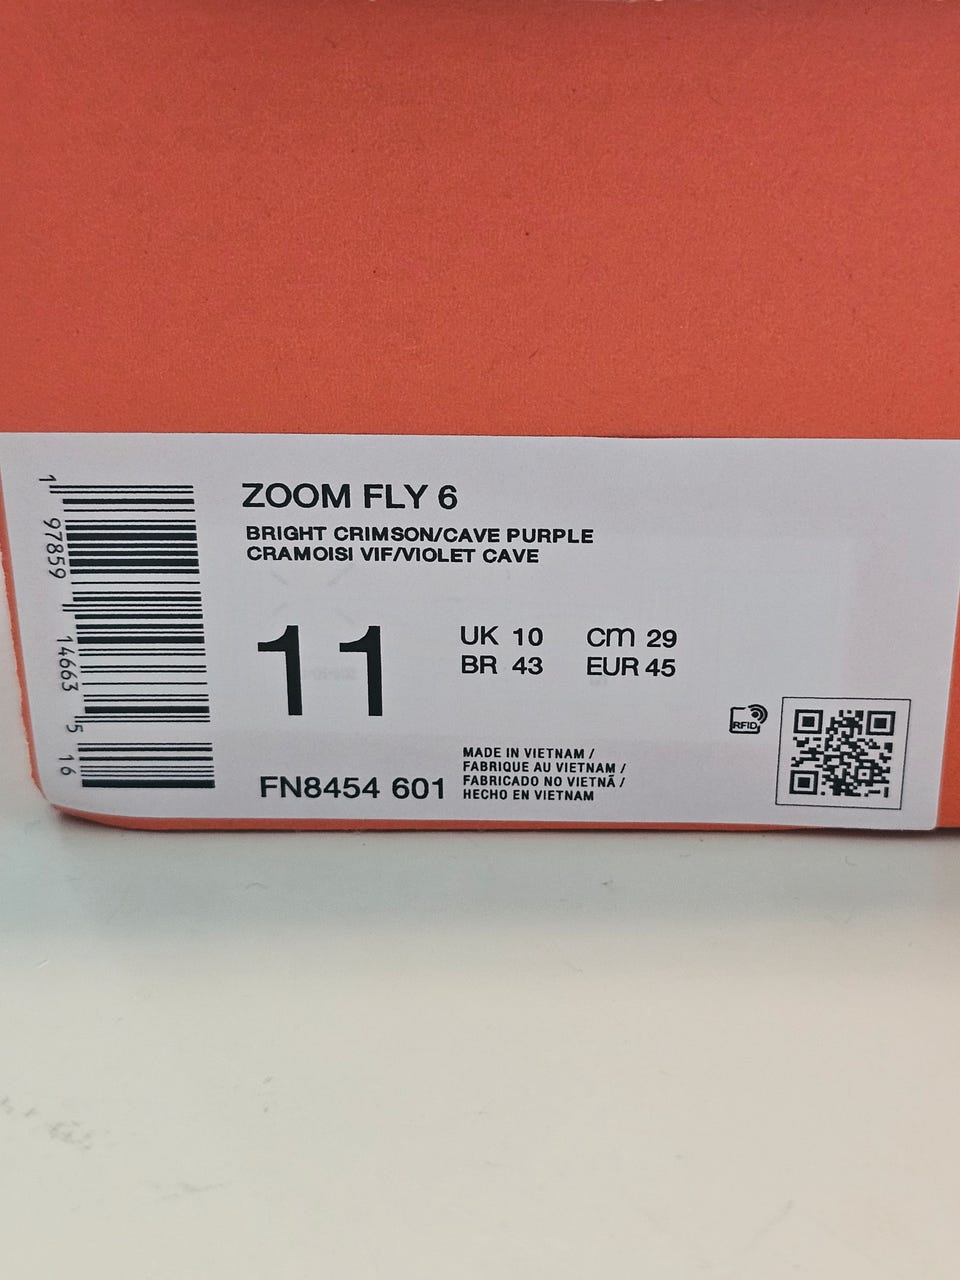 ZOOM FLY 6
BRIGHT CRIMSON/CAVE PURPLE
CRAMOISI VIF/VIOLET CAVE
11
UK 10 cm 29
BR 43 EUR 45
RFID
MADE IN VIETNAM /
FABRIQUE AU VIETNAM /
FABRICADO NO VIETNÃ /
HECHO EN VIETNAM
FN8454 601
1 97859 14663 5 16